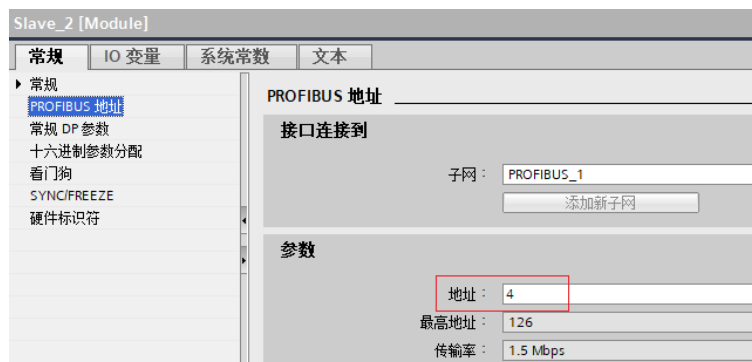 Slave_2 [Module]
常规 IO 变量 系统常数 文本
常规
PROFIBUS 地址
常规 DP 参数
十六进制参数分配
看门狗
SYNC/FREEZE
硬件标识符
PROFIBUS 地址
接口连接到
子网： PROFIBUS_1
添加新子网
参数
地址： 4
最高地址： 126
传输率： 1.5 Mbps